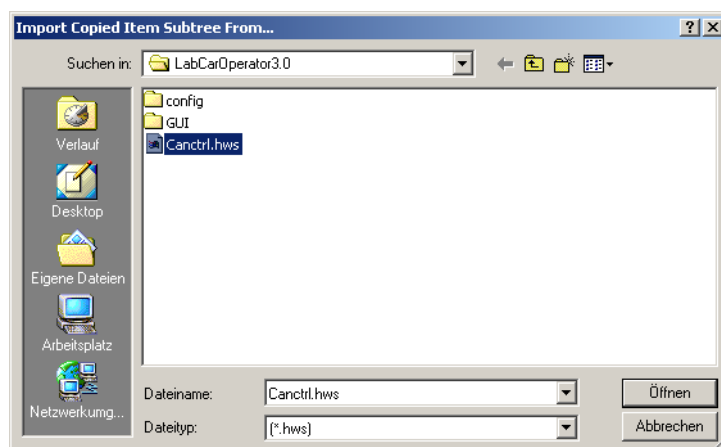 Import Copied Item Subtree From...
Suchen in: LabCarOperator3.0
config
GUI
Canctrl.hws
Verlauf
Desktop
Eigene Dateien
Arbeitsplatz
Netzwerkumg...
Dateiname: Canctrl.hws Öffnen
Dateityp: (*.hws) Abbrechen